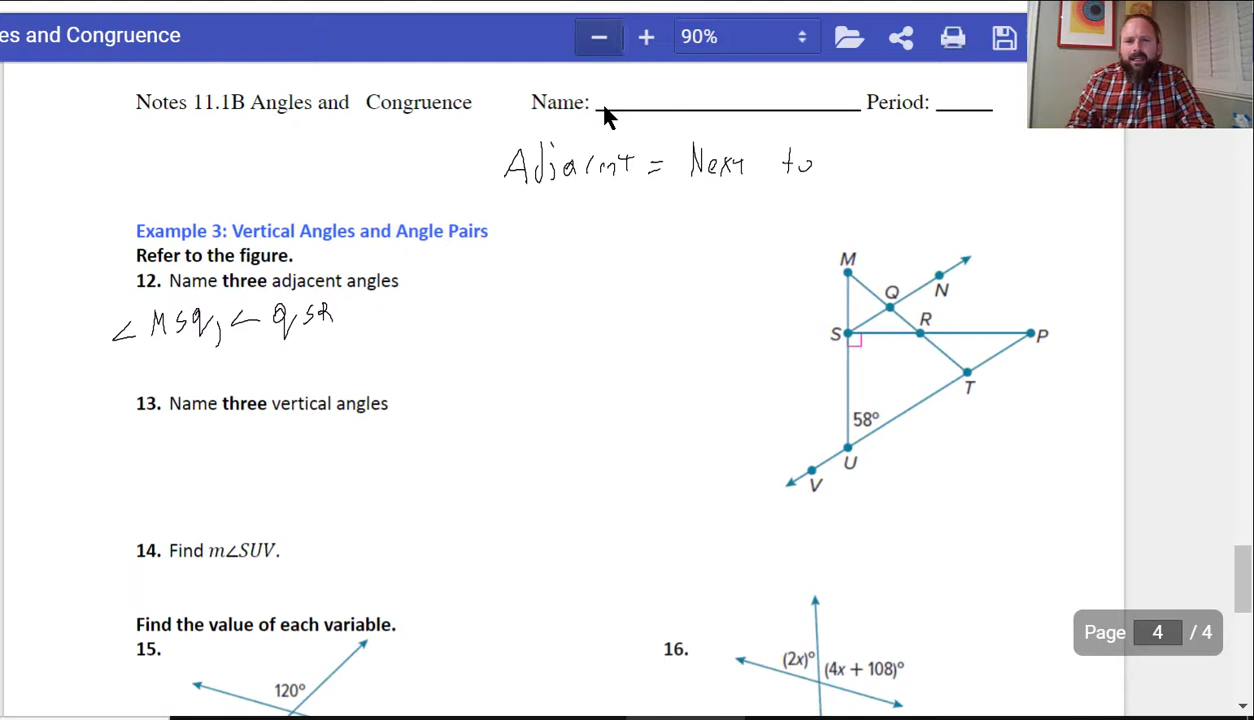 es and Congruence
90%
Notes 11.1B Angles and Congruence Name: Period:
Adjacent = Next to
Example 3: Vertical Angles and Angle Pairs
Refer to the figure.
12. Name three adjacent angles
∠ MSQ, ∠ QSR
13. Name three vertical angles
14. Find m∠SUV.
Find the value of each variable.
15.
120°
16.
(2x)°
(4x + 108)°
M
Q
N
S
R
P
T
58°
U
V
Page 4 / 4